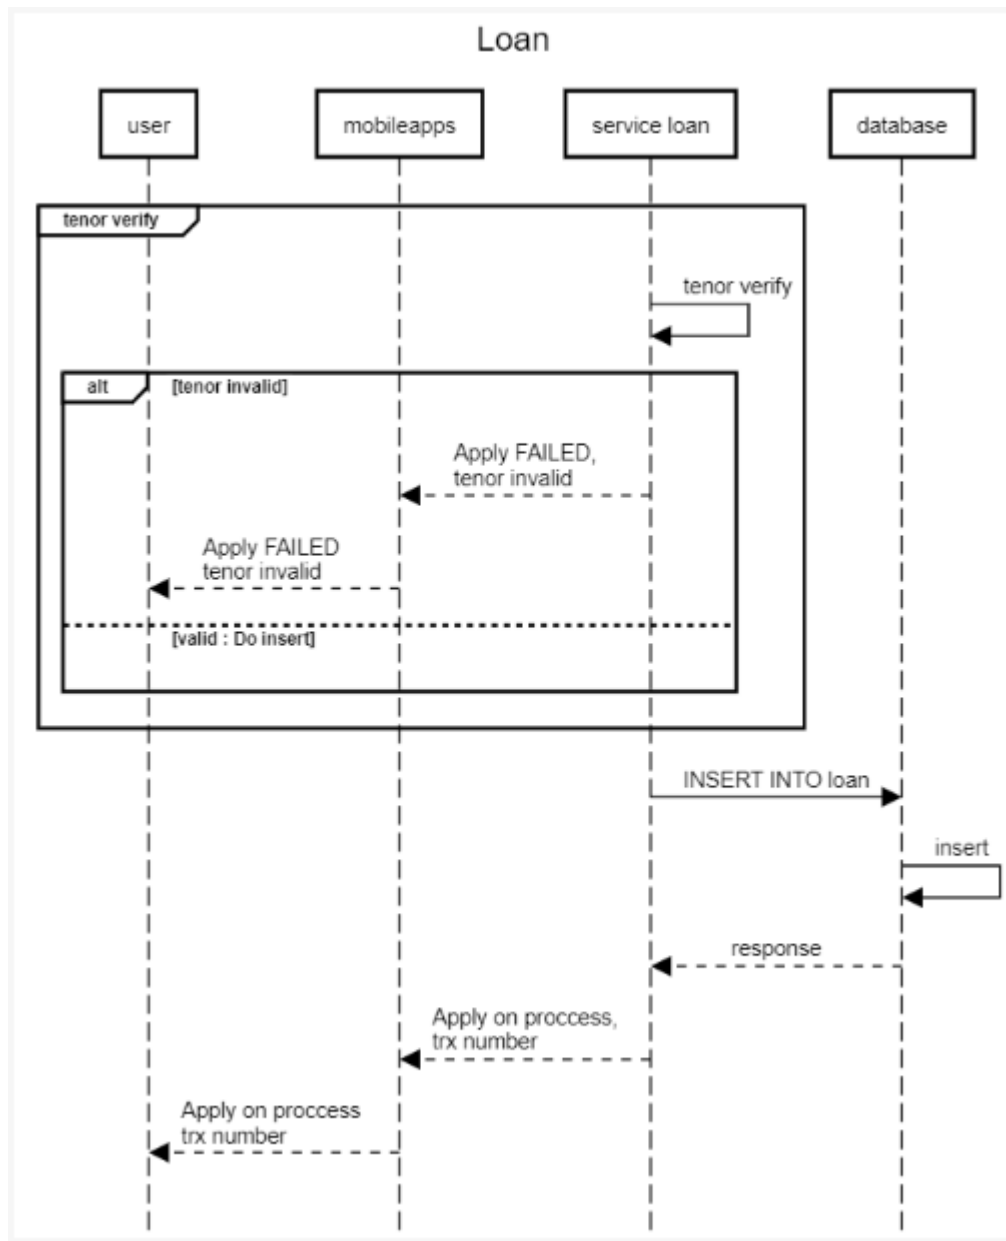 Loan
user
mobileapps
service loan
database
tenor verify
tenor verify
alt
[tenor invalid]
Apply FAILED,
tenor invalid
Apply FAILED
tenor invalid
[valid : Do insert]
INSERT INTO loan
insert
response
Apply on proccess,
trx number
Apply on proccess
trx number